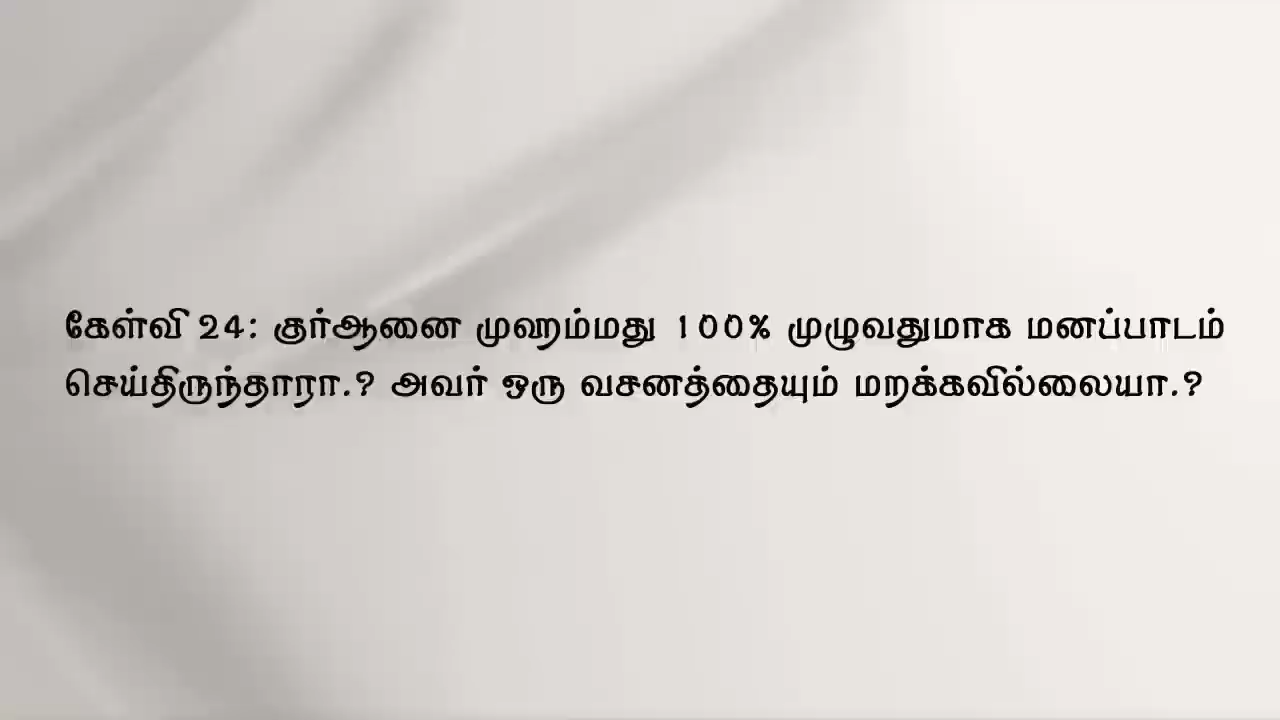 கேள்வி 24: குர்ஆனை முஹம்மது 100% முழுவதுமாக மனப்பாடம்
செய்திருந்தாரா.? அவர் ஒரு வசனத்தையும் மறக்கவில்லையா.?